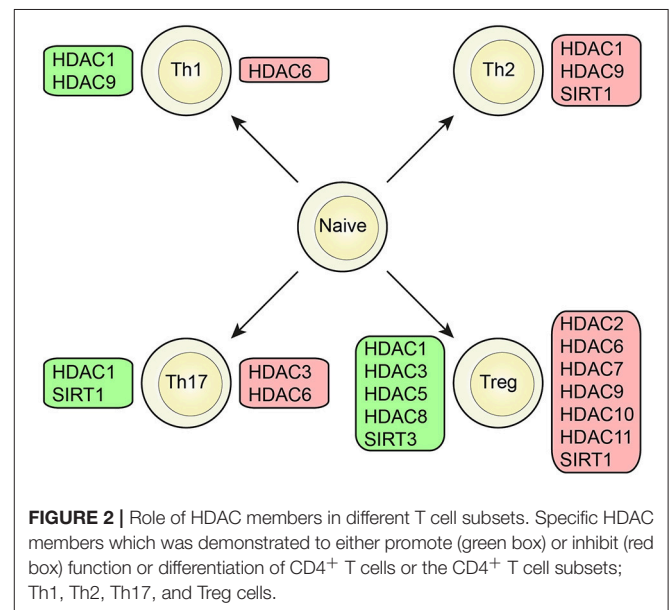 HDAC1
HDAC9
Th1
HDAC6
Th2
HDAC1
HDAC9
SIRT1
Naive
HDAC1
SIRT1
Th17
HDAC3
HDAC6
HDAC1
HDAC3
HDAC5
HDAC8
SIRT3
Treg
HDAC2
HDAC6
HDAC7
HDAC9
HDAC10
HDAC11
SIRT1
FIGURE 2 | Role of HDAC members in different T cell subsets. Specific HDAC
members which was demonstrated to either promote (green box) or inhibit (red
box) function or differentiation of CD4⁺ T cells or the CD4⁺ T cell subsets;
Th1, Th2, Th17, and Treg cells.